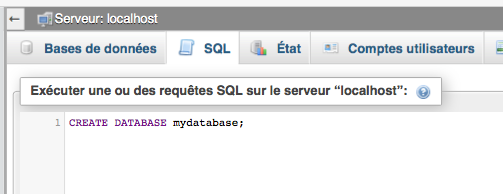 Serveur: localhost
Bases de données SQL État Comptes utilisateurs
Exécuter une ou des requêtes SQL sur le serveur “localhost”:
1 CREATE DATABASE mydatabase;